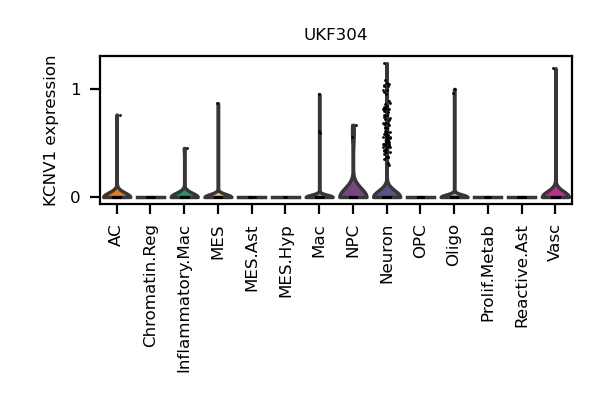 UKF304
KCNV1 expression
1
0
AC
Chromatin.Reg
Inflammatory.Mac
MES
MES.Ast
MES.Hyp
Mac
NPC
Neuron
OPC
Oligo
Prolif.Metab
Reactive.Ast
Vasc